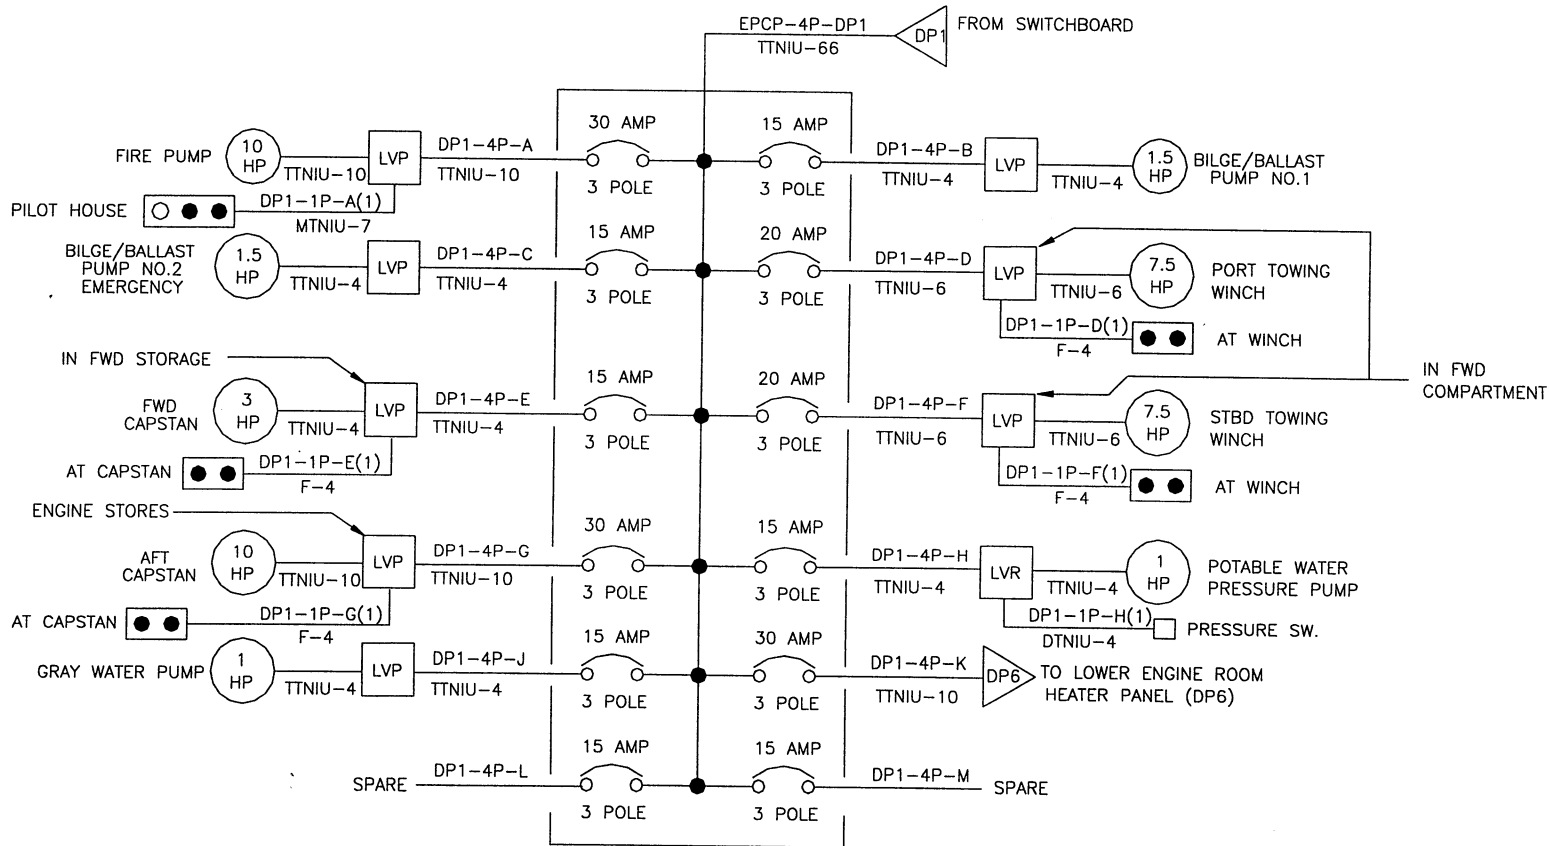 EPCP-4P-DP1
TTNIU-66
DP1
FROM SWITCHBOARD
FIRE PUMP
10
HP
TTNIU-10
LVP
DP1-4P-A
TTNIU-10
30 AMP
3 POLE
15 AMP
3 POLE
DP1-4P-B
TTNIU-4
LVP
TTNIU-4
1.5
HP
BILGE/BALLAST
PUMP NO.1
PILOT HOUSE
DP1-1P-A(1)
MTNIU-7
BILGE/BALLAST
PUMP NO.2
EMERGENCY
1.5
HP
TTNIU-4
LVP
DP1-4P-C
TTNIU-4
15 AMP
3 POLE
20 AMP
3 POLE
DP1-4P-D
TTNIU-6
LVP
TTNIU-6
7.5
HP
PORT TOWING
WINCH
DP1-1P-D(1)
F-4
AT WINCH
IN FWD STORAGE
FWD
CAPSTAN
3
HP
TTNIU-4
LVP
DP1-4P-E
TTNIU-4
15 AMP
3 POLE
20 AMP
3 POLE
DP1-4P-F
TTNIU-6
LVP
TTNIU-6
7.5
HP
STBD TOWING
WINCH
IN FWD
COMPARTMENT
AT CAPSTAN
DP1-1P-E(1)
F-4
DP1-1P-F(1)
F-4
AT WINCH
ENGINE STORES
AFT
CAPSTAN
10
HP
TTNIU-10
LVP
DP1-4P-G
TTNIU-10
30 AMP
3 POLE
15 AMP
3 POLE
DP1-4P-H
TTNIU-4
LVR
TTNIU-4
1
HP
POTABLE WATER
PRESSURE PUMP
AT CAPSTAN
DP1-1P-G(1)
F-4
DP1-1P-H(1)
DTNIU-4
PRESSURE SW.
GRAY WATER PUMP
1
HP
TTNIU-4
LVP
DP1-4P-J
TTNIU-4
15 AMP
3 POLE
30 AMP
3 POLE
DP1-4P-K
TTNIU-10
DP6
TO LOWER ENGINE ROOM
HEATER PANEL (DP6)
SPARE
DP1-4P-L
15 AMP
3 POLE
15 AMP
3 POLE
DP1-4P-M
SPARE